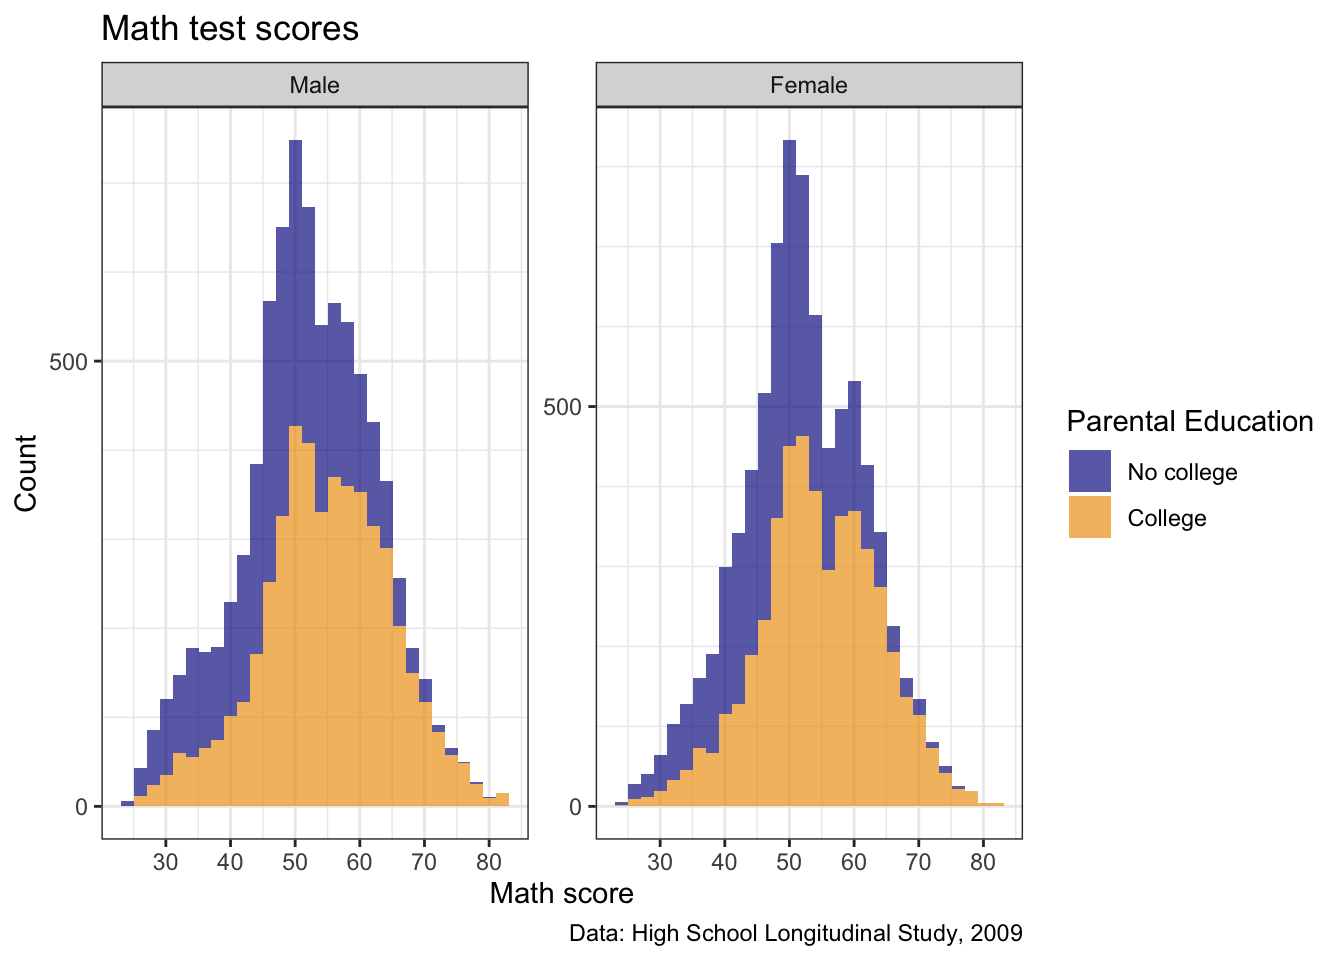 Math test scores
Male
Female
Count
500
0
500
0
30 40 50 60 70 80
30 40 50 60 70 80
Math score
Parental Education
No college
College
Data: High School Longitudinal Study, 2009